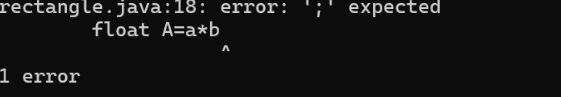 rectangle.java:18: error: ';' expected
float A=a*b
^
1 error